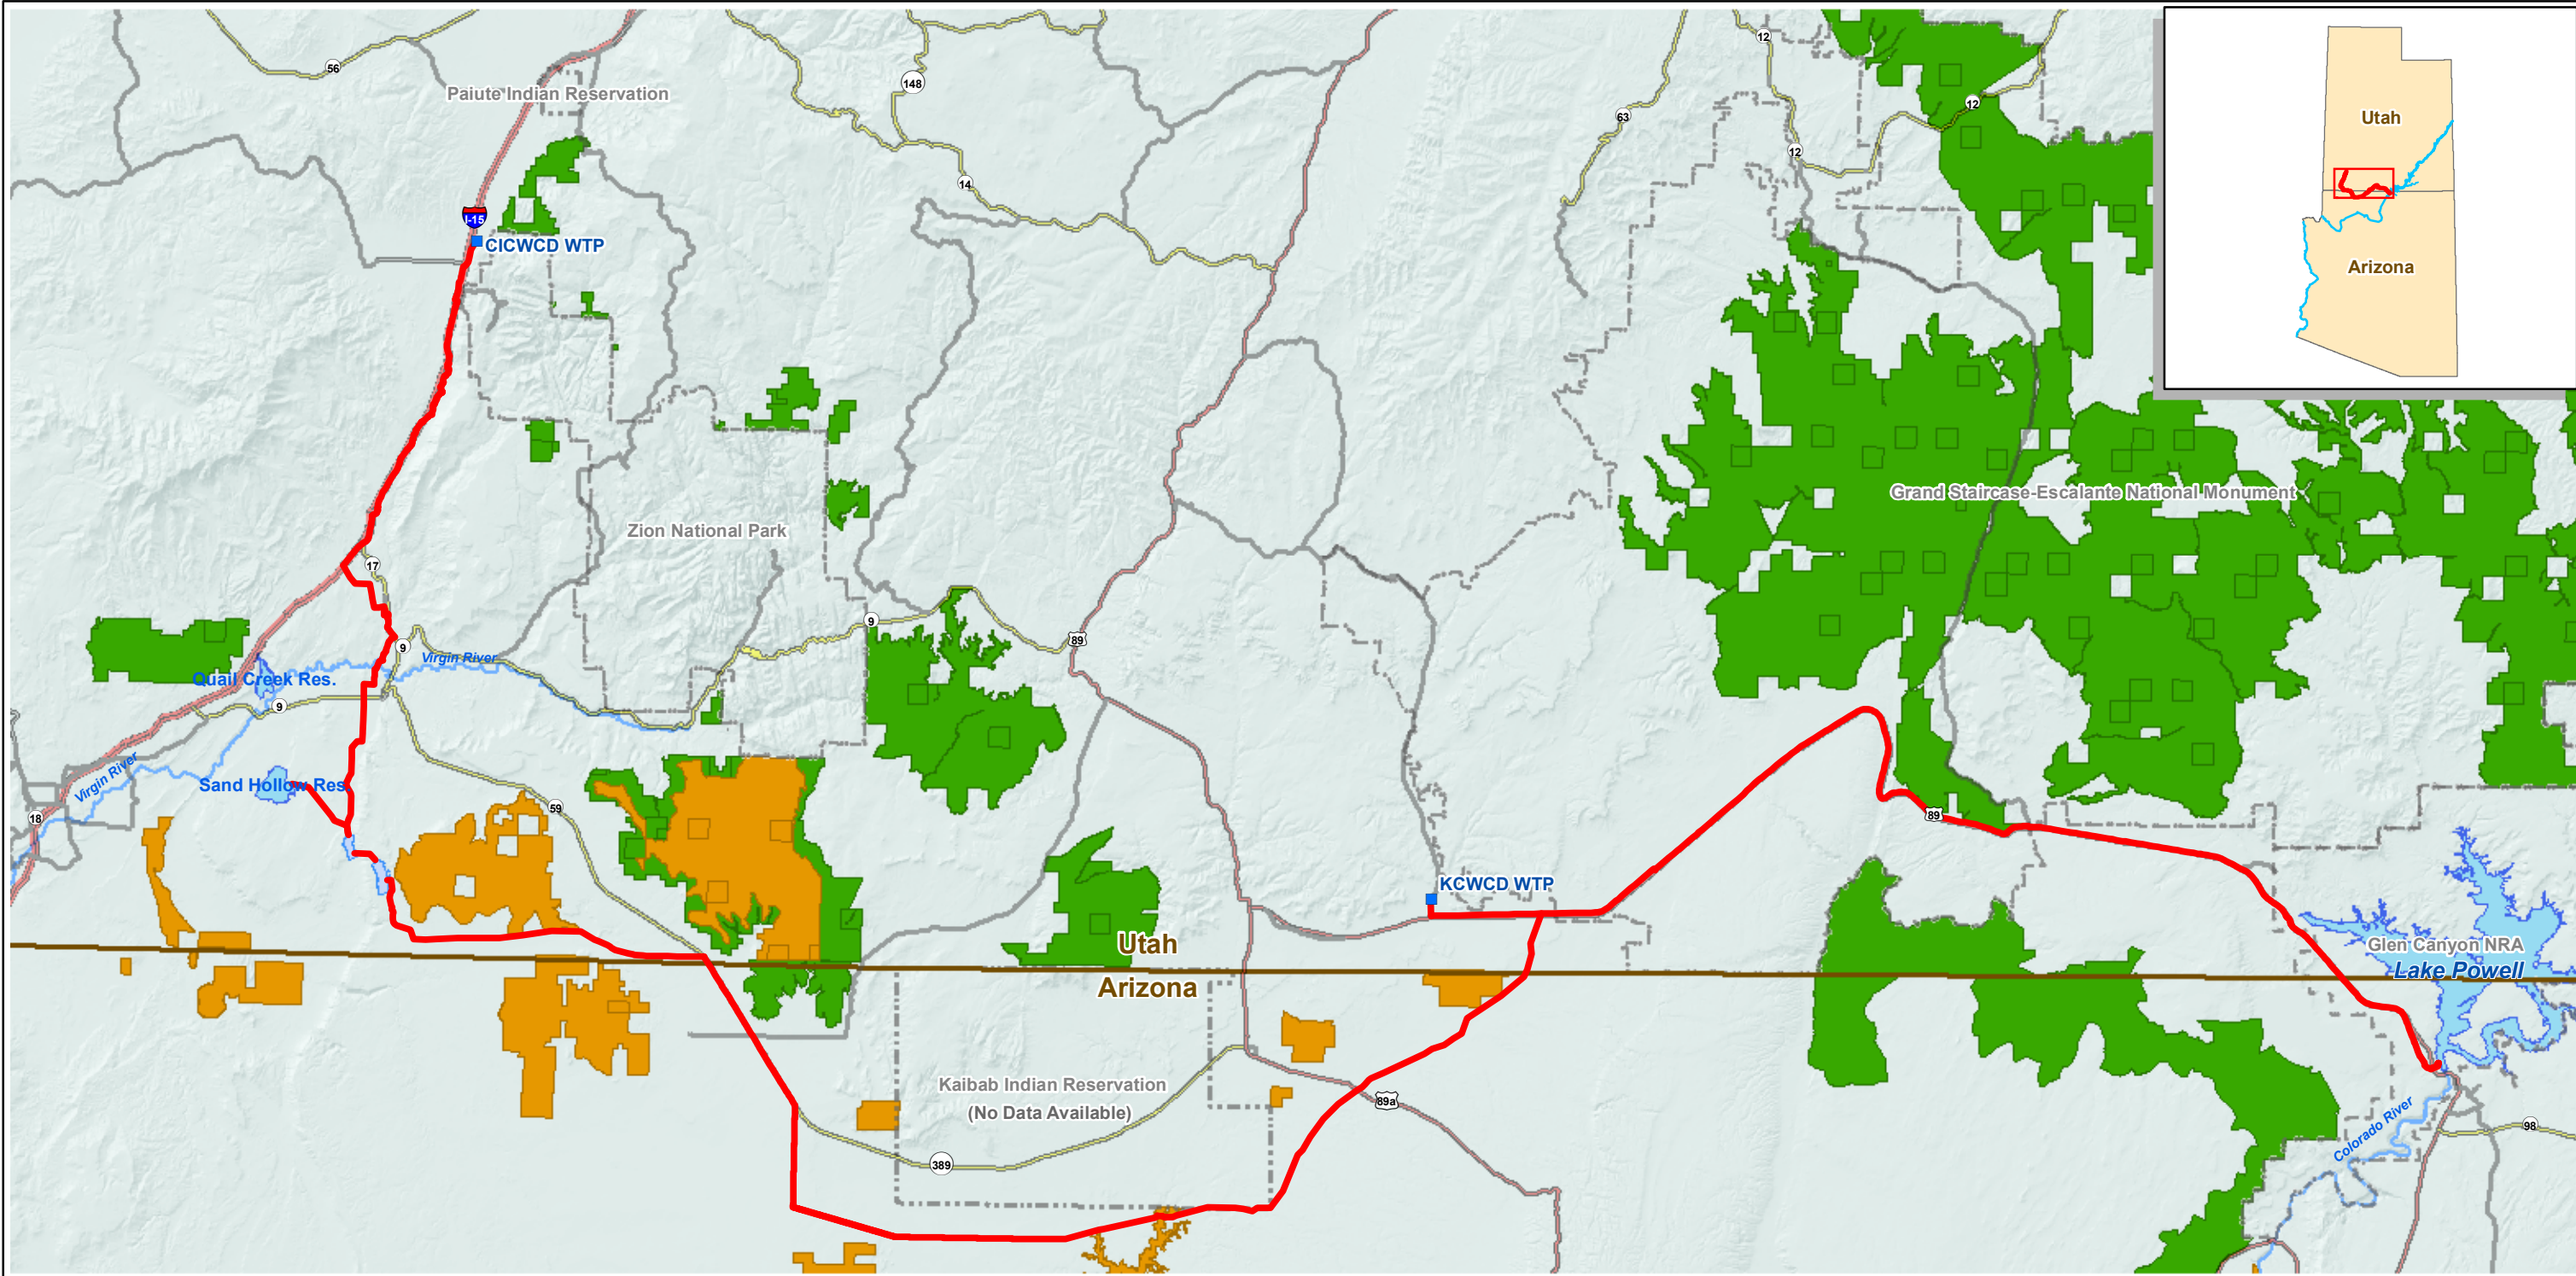 56
148
12
Paiute Indian Reservation
63
12
12
14
I-15
CICWCD WTP
Utah
Arizona
Grand Staircase-Escalante National Monument
Zion National Park
17
9
89
9
Virgin River
Quail Creek Res.
9
Virgin River
Sand Hollow Res.
59
18
89
KCWCD WTP
Utah
Arizona
Glen Canyon NRA
Lake Powell
Kaibab Indian Reservation
(No Data Available)
89a
389
Colorado River
98